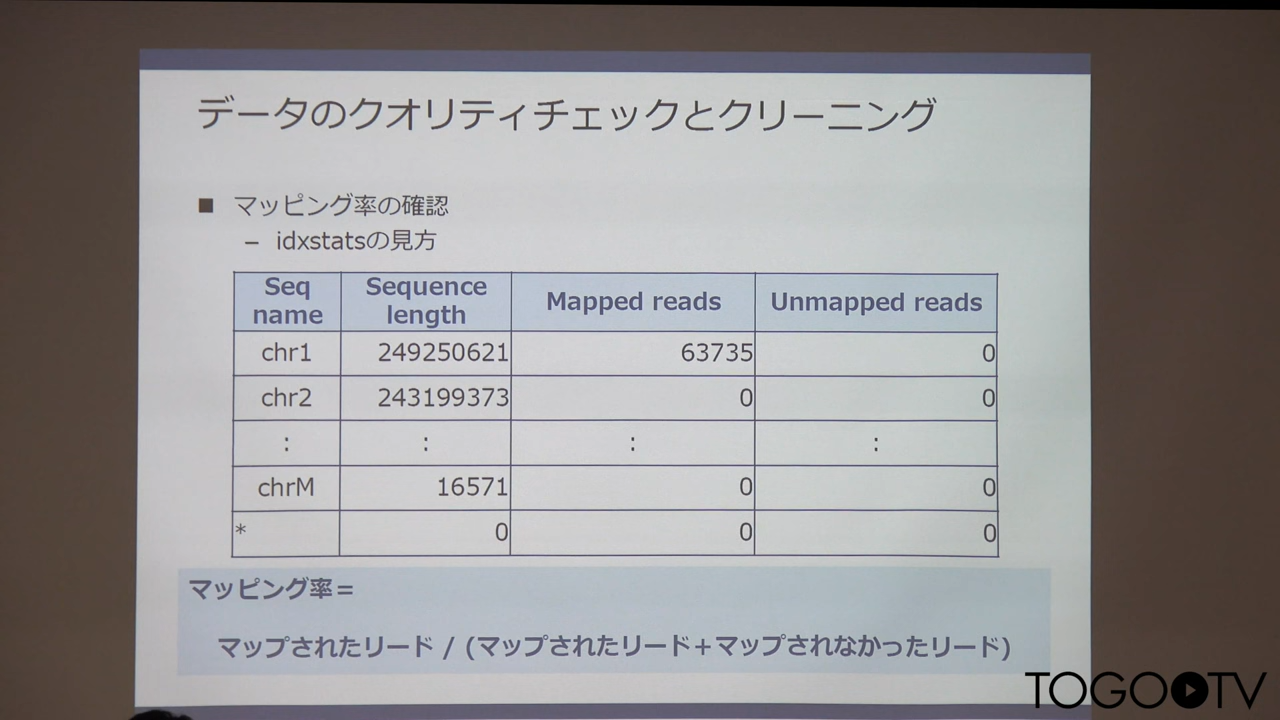 データのクオリティチェックとクリーニング
■ マッピング率の確認
– idxstatsの見方
Seq name Sequence length Mapped reads Unmapped reads
chr1 249250621 63735 0
chr2 243199373 0 0
: : : :
chrM 16571 0 0
* 0 0 0
マッピング率＝
マップされたリード / (マップされたリード＋マップされなかったリード)
TOGOTV